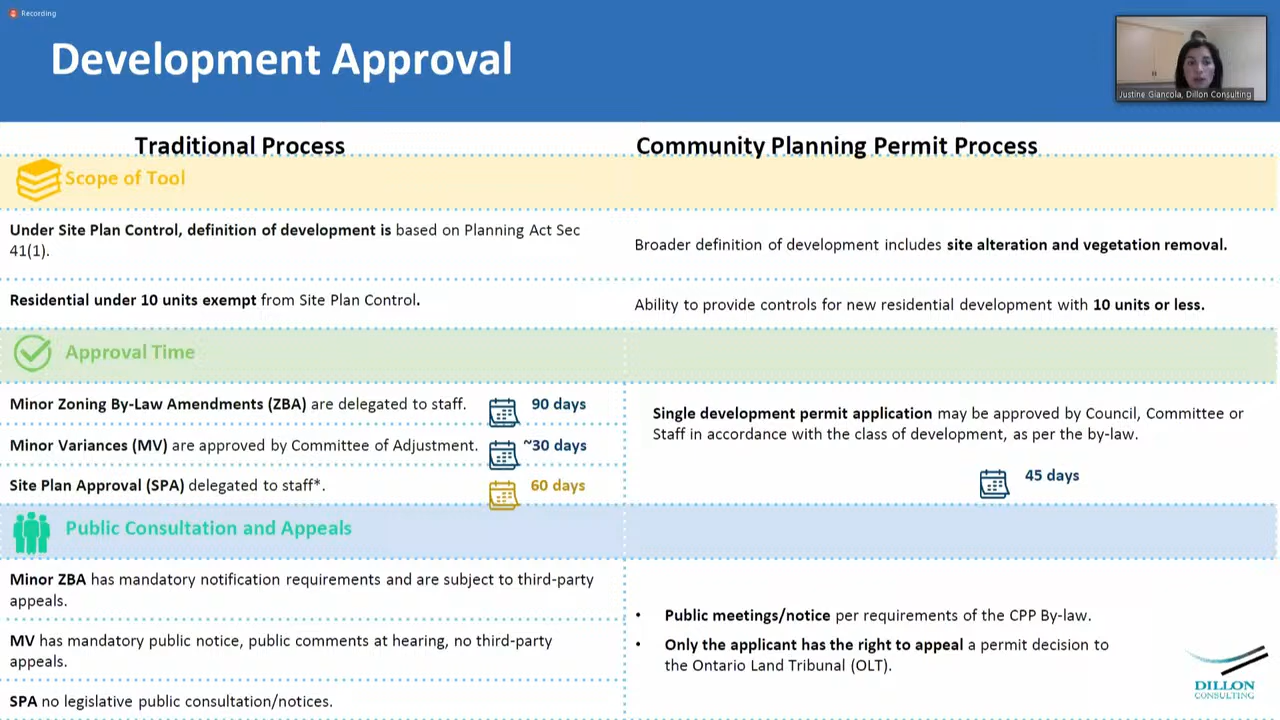 Recording
Development Approval
Justine Giancola, Dillon Consulting
Traditional Process
Community Planning Permit Process
Scope of Tool
Under Site Plan Control, definition of development is based on Planning Act Sec
41(1).
Broader definition of development includes site alteration and vegetation removal.
Residential under 10 units exempt from Site Plan Control.
Ability to provide controls for new residential development with 10 units or less.
Approval Time
Minor Zoning By-Law Amendments (ZBA) are delegated to staff.
90 days
Minor Variances (MV) are approved by Committee of Adjustment.
~30 days
Site Plan Approval (SPA) delegated to staff*.
60 days
Single development permit application may be approved by Council, Committee or
Staff in accordance with the class of development, as per the by-law.
45 days
Public Consultation and Appeals
Minor ZBA has mandatory notification requirements and are subject to third-party
appeals.
MV has mandatory public notice, public comments at hearing, no third-party
appeals.
SPA no legislative public consultation/notices.
• Public meetings/notice per requirements of the CPP By-law.
• Only the applicant has the right to appeal a permit decision to
the Ontario Land Tribunal (OLT).
DILLON
CONSULTING